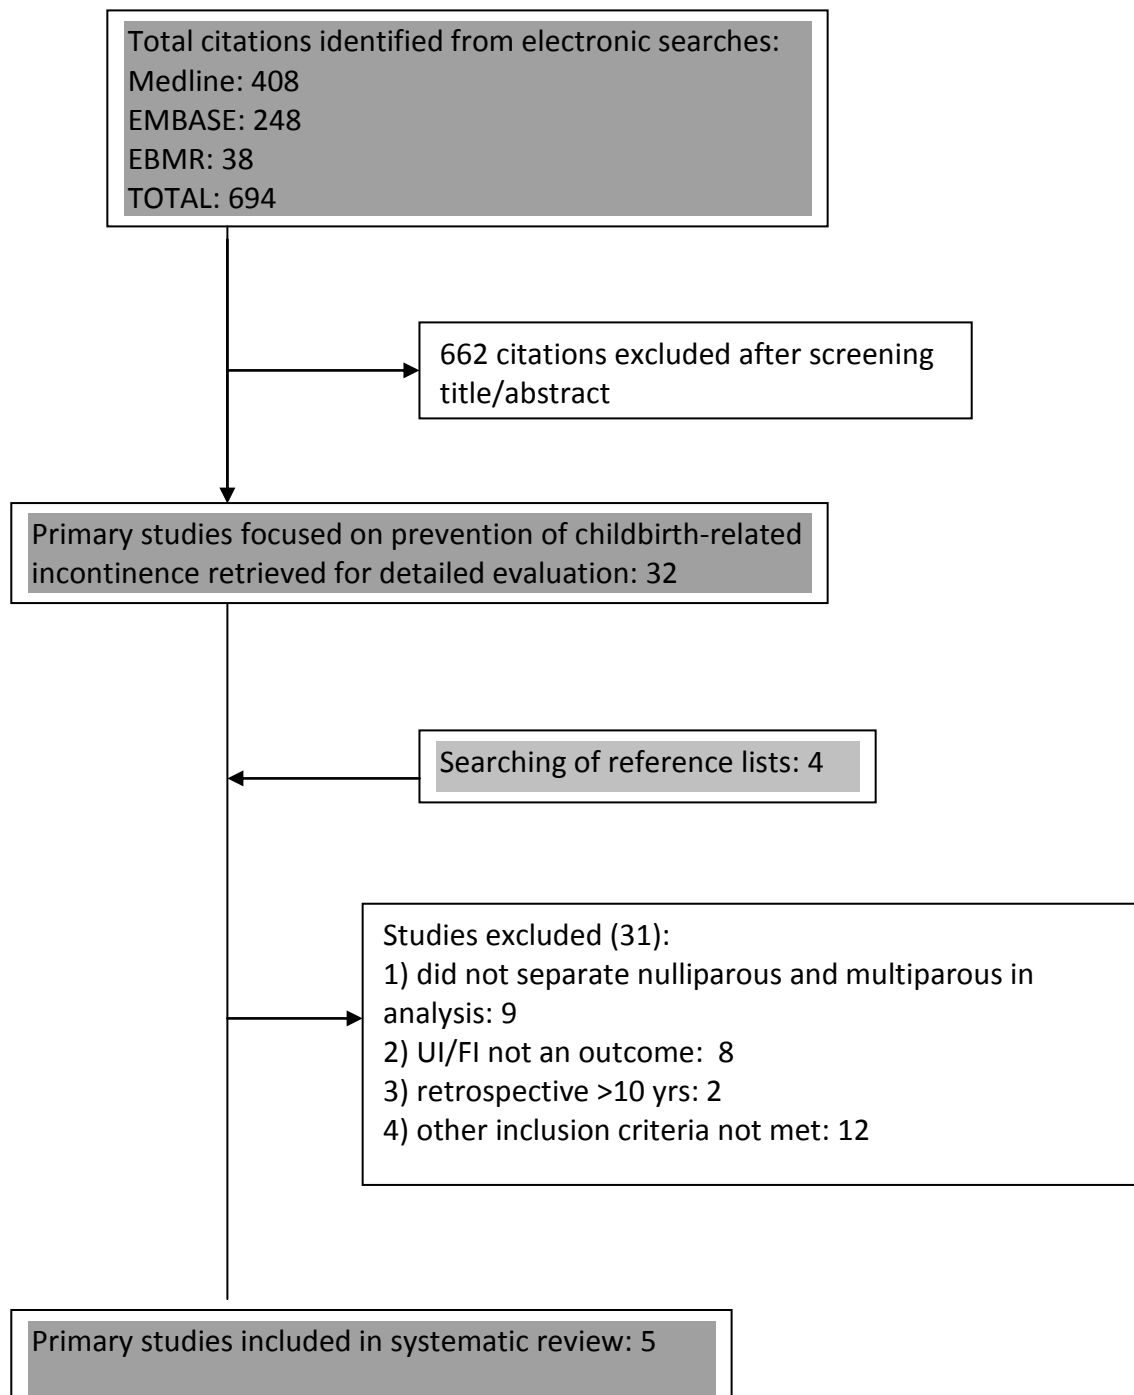 Total citations identified from electronic searches:
Medline: 408
EMBASE: 248
EBMR: 38
TOTAL: 694
662 citations excluded after screening
title/abstract
Primary studies focused on prevention of childbirth-related
incontinence retrieved for detailed evaluation: 32
Searching of reference lists: 4
Studies excluded (31):
1) did not separate nulliparous and multiparous in
analysis: 9
2) UI/FI not an outcome:  8
3) retrospective >10 yrs: 2
4) other inclusion criteria not met: 12
Primary studies included in systematic review: 5